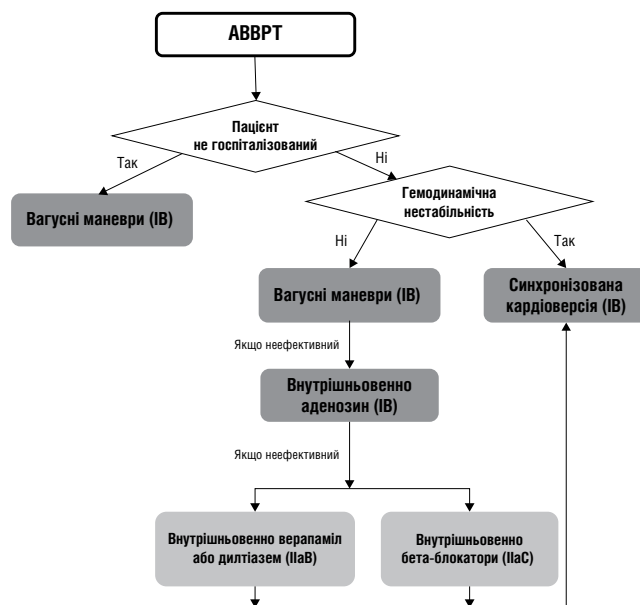 АВВРТ
Пацієнт
не госпіталізований
Так
Ні
Вагусні маневри (IB)
Гемодинамічна
нестабільність
Ні
Так
Вагусні маневри (IB)
Синхронізована
кардіоверсія (IB)
Якщо неефективний
Внутрішньовенно
аденозин (IB)
Якщо неефективний
Внутрішньовенно верапаміл
або дилтіазем (IIaB)
Внутрішньовенно
бета-блокатори (IIaC)